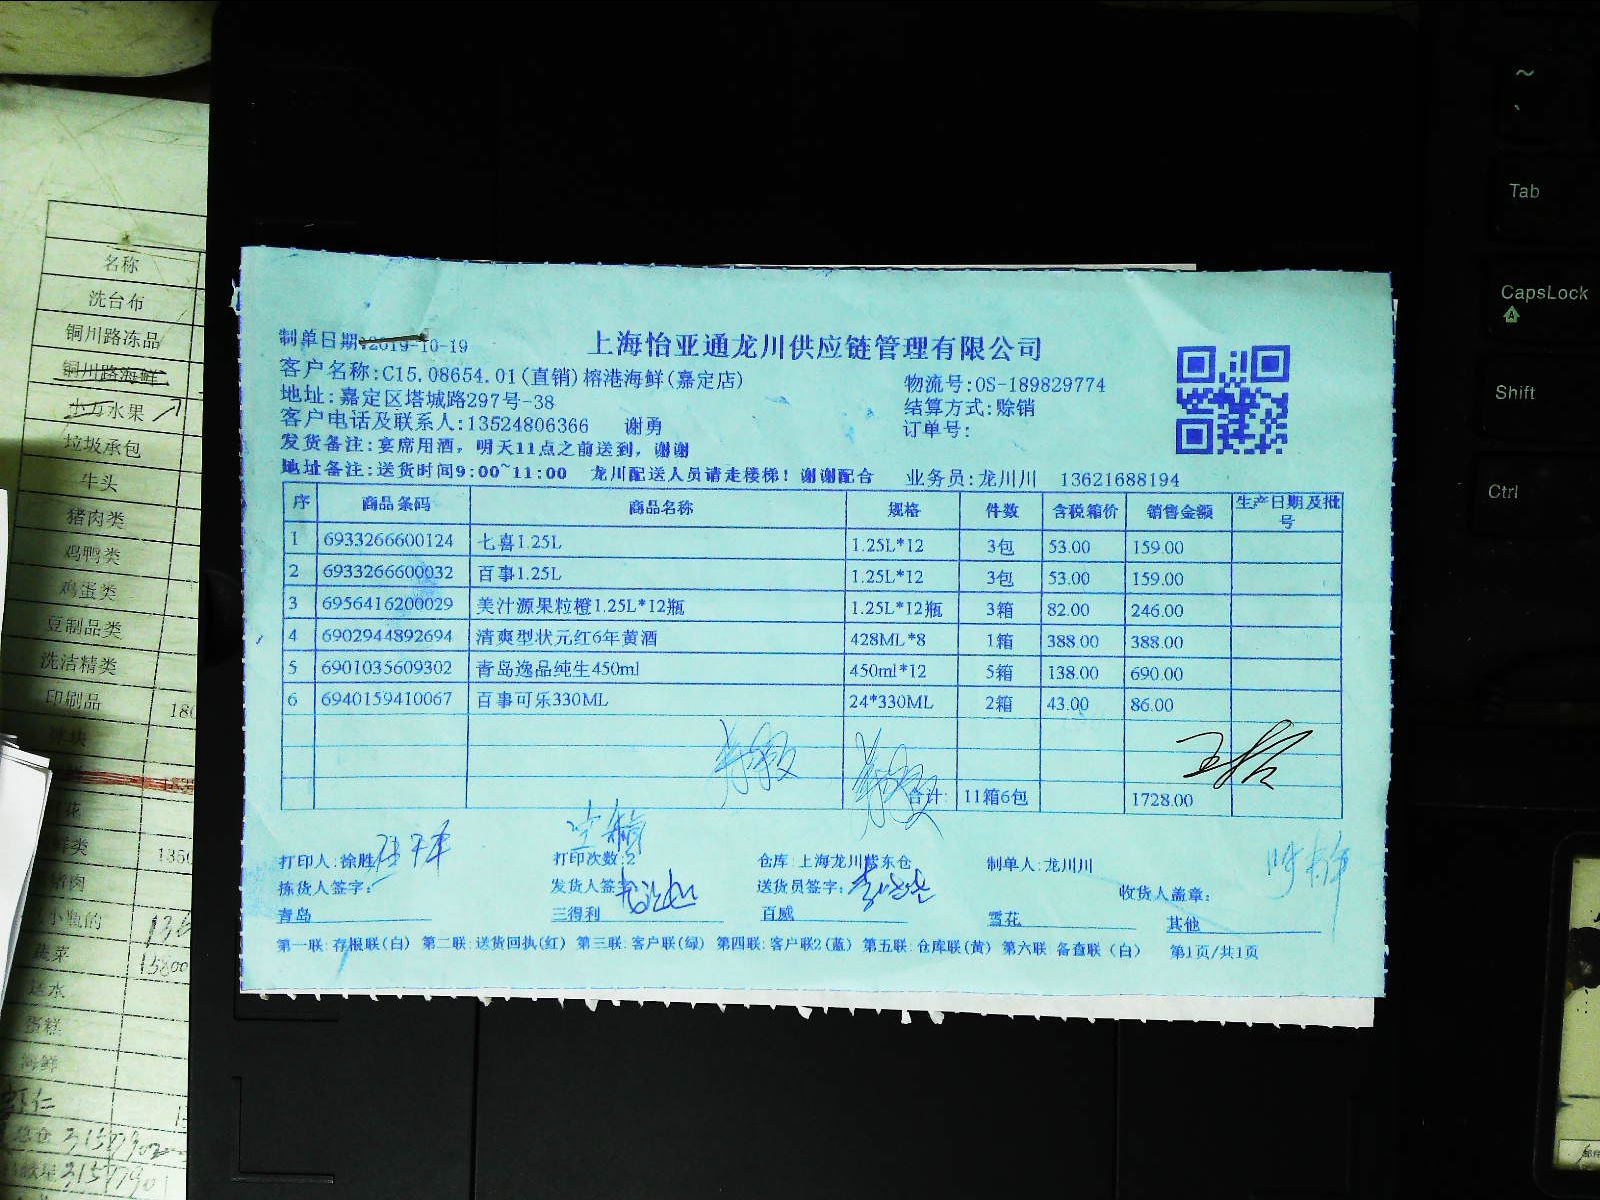 名称
洗台布
铜川路冻品
铜川路海鲜
水果
垃圾承包
牛头
猪肉类
鸡鸭类
鸡蛋类
豆制品类
洗洁精类
印刷品
180
花
1350
蔬菜 15800
蛋糕
海鲜
虾仁
制单日期:2019-10-19
上海怡亚通龙川供应链管理有限公司
客户名称:C15.08654.01(直销)榕港海鲜(嘉定店)
物流号:OS-189829774
地址:嘉定区塔城路297号-38
结算方式:赊销
客户电话及联系人:13524806366 谢勇
订单号:
发货备注:宴席用酒,明天11点之前送到,谢谢
地址备注:送货时间9:00~11:00 龙川配送人员请走楼梯!谢谢配合 业务员:龙川川 13621688194
序 商品条码 商品名称 规格 件数 含税箱价 销售金额 生产日期及批号
1 6933266600124 七喜1.25L 1.25L*12 3包 53.00 159.00
2 6933266600032 百事1.25L 1.25L*12 3包 53.00 159.00
3 6956416200029 美汁源果粒橙1.25L*12瓶 1.25L*12瓶 3箱 82.00 246.00
4 6902944892694 清爽型状元红6年黄酒 428ML*8 1箱 388.00 388.00
5 6901035609302 青岛逸品纯生450ml 450ml*12 5箱 138.00 690.00
6 6940159410067 百事可乐330ML 24*330ML 2箱 43.00 86.00
合计: 11箱6包 1728.00
打印人:徐胜 打印次数:2 仓库:上海龙川紫东仓 制单人:龙川川
拣货人签字: 发货人签字: 送货员签字: 收货人盖章:
青岛 三得利 百威 雪花 其他
第一联:存根联(白) 第二联:送货回执(红) 第三联:客户联(绿) 第四联:客户联2(蓝) 第五联:仓库联(黄) 第六联 备查联(白) 第1页/共1页
~
`
Tab
CapsLock
Shift
Ctrl